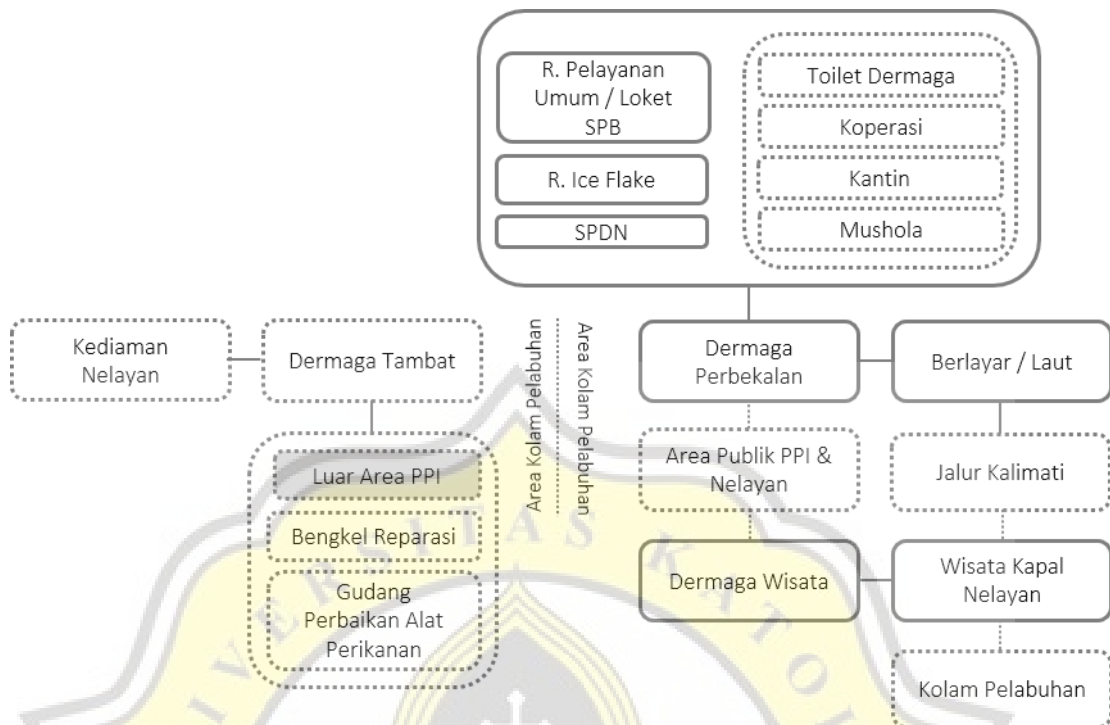 R. Pelayanan
Umum / Loket
SPB
R. Ice Flake
SPDN
Toilet Dermaga
Koperasi
Kantin
Mushola
Kediaman
Nelayan
Dermaga Tambat
Area Kolam Pelabuhan
Area Kolam Pelabuhan
Dermaga
Perbekalan
Berlayar / Laut
Luar Area PPI
Bengkel Reparasi
Gudang
Perbaikan Alat
Perikanan
Area Publik PPI &
Nelayan
Jalur Kalimati
Dermaga Wisata
Wisata Kapal
Nelayan
Kolam Pelabuhan
IVERSITAS KATO